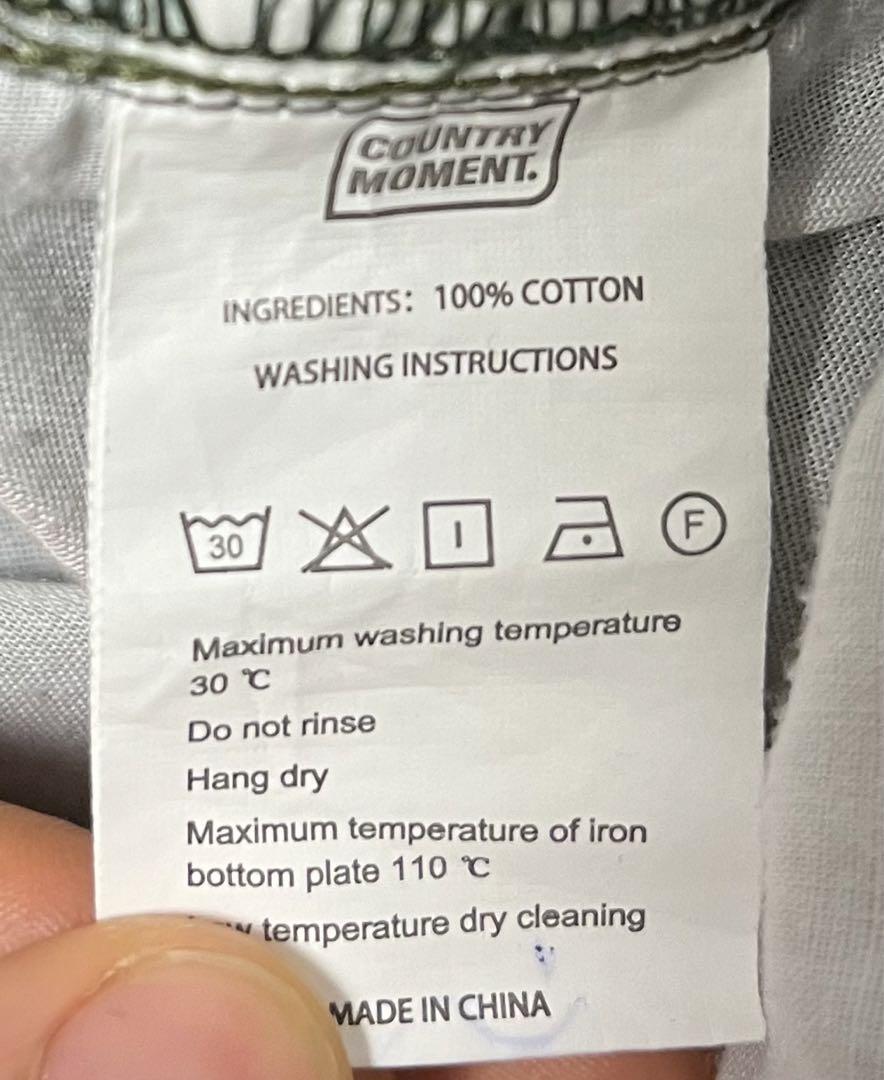 COUNTRY
MOMENT.
INGREDIENTS: 100% COTTON
WASHING INSTRUCTIONS
30
I
F
Maximum washing temperature
30 ℃
Do not rinse
Hang dry
Maximum temperature of iron
bottom plate 110 ℃
temperature dry cleaning
MADE IN CHINA